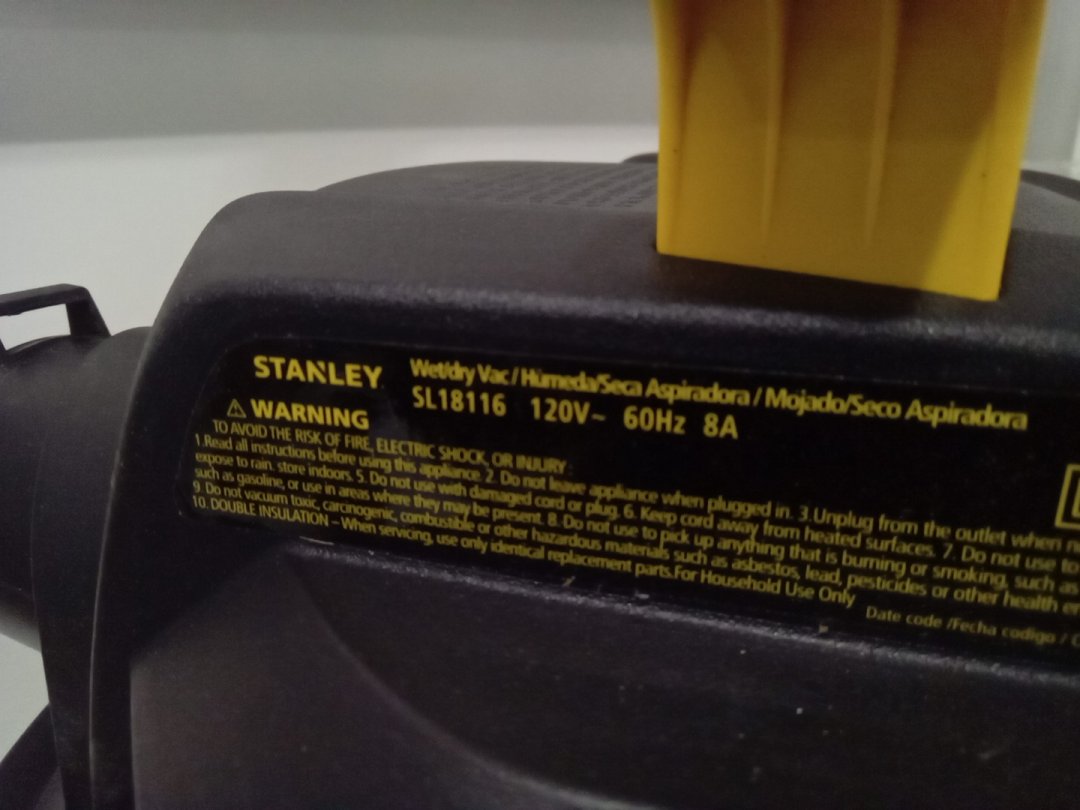 STANLEY
Wet/dry Vac / Húmeda/Seca Aspiradora / Mojado/Seco Aspiradora
SL18116 120V~ 60Hz 8A
WARNING
TO AVOID THE RISK OF FIRE, ELECTRIC SHOCK, OR INJURY:
1.Read all instructions before using this appliance. 2. Do not leave appliance when plugged in. 3.Unplug from the outlet when
expose to rain. store indoors. 5. Do not use with damaged cord or plug. 6. Keep cord away from heated surfaces. 7. Do not use to
such as gasoline, or use in areas where they may be present. 8. Do not use to pick up anything that is burning or smoking, such as
9. Do not vacuum toxic, carcinogenic, combustible or other hazardous materials such as asbestos, lead, pesticides or other health
10. DOUBLE INSULATION – When servicing, use only identical replacement parts.For Household Use Only
Date code /Fecha codigo /